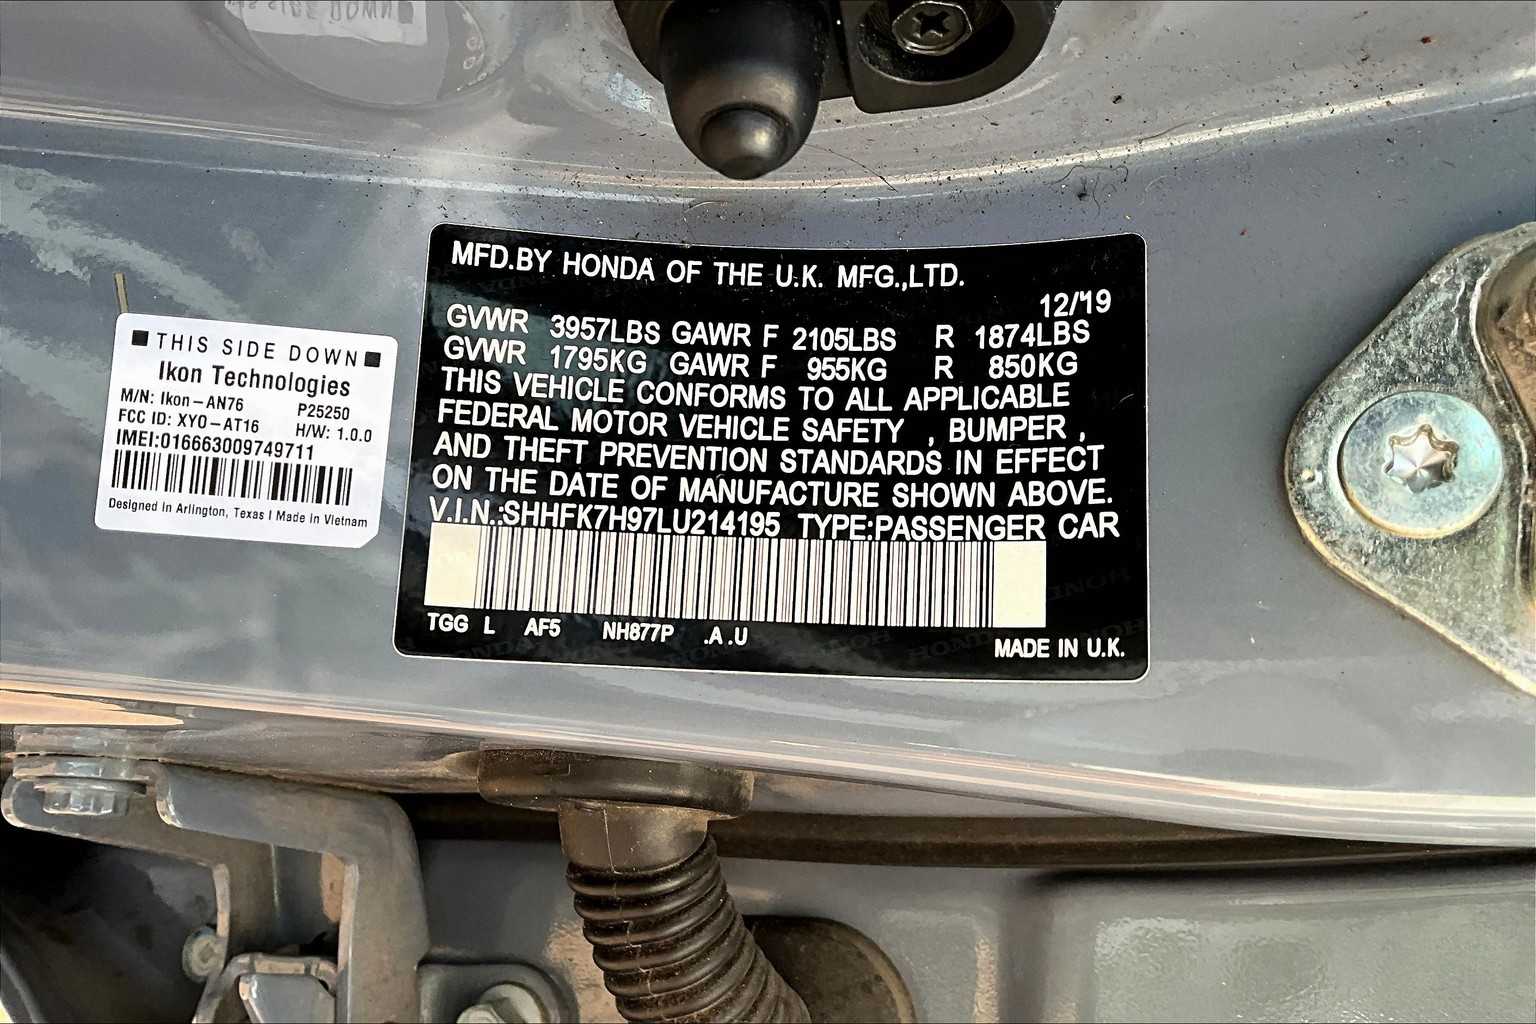 THIS SIDE DOWN
Ikon Technologies
M/N: Ikon-AN76 P25250
FCC ID: XYO-AT16 H/W: 1.0.0
IMEI:016663009749711
Designed in Arlington, Texas I Made in Vietnam
MFD.BY HONDA OF THE U.K. MFG.,LTD.
12/19
GVWR 3957LBS GAWR F 2105LBS R 1874LBS
GVWR 1795KG GAWR F 955KG R 850KG
THIS VEHICLE CONFORMS TO ALL APPLICABLE
FEDERAL MOTOR VEHICLE SAFETY , BUMPER ,
AND THEFT PREVENTION STANDARDS IN EFFECT
ON THE DATE OF MANUFACTURE SHOWN ABOVE.
V.I.N.:SHHFK7H97LU214195 TYPE:PASSENGER CAR
TGG L AF5 NH877P .A .U
MADE IN U.K.